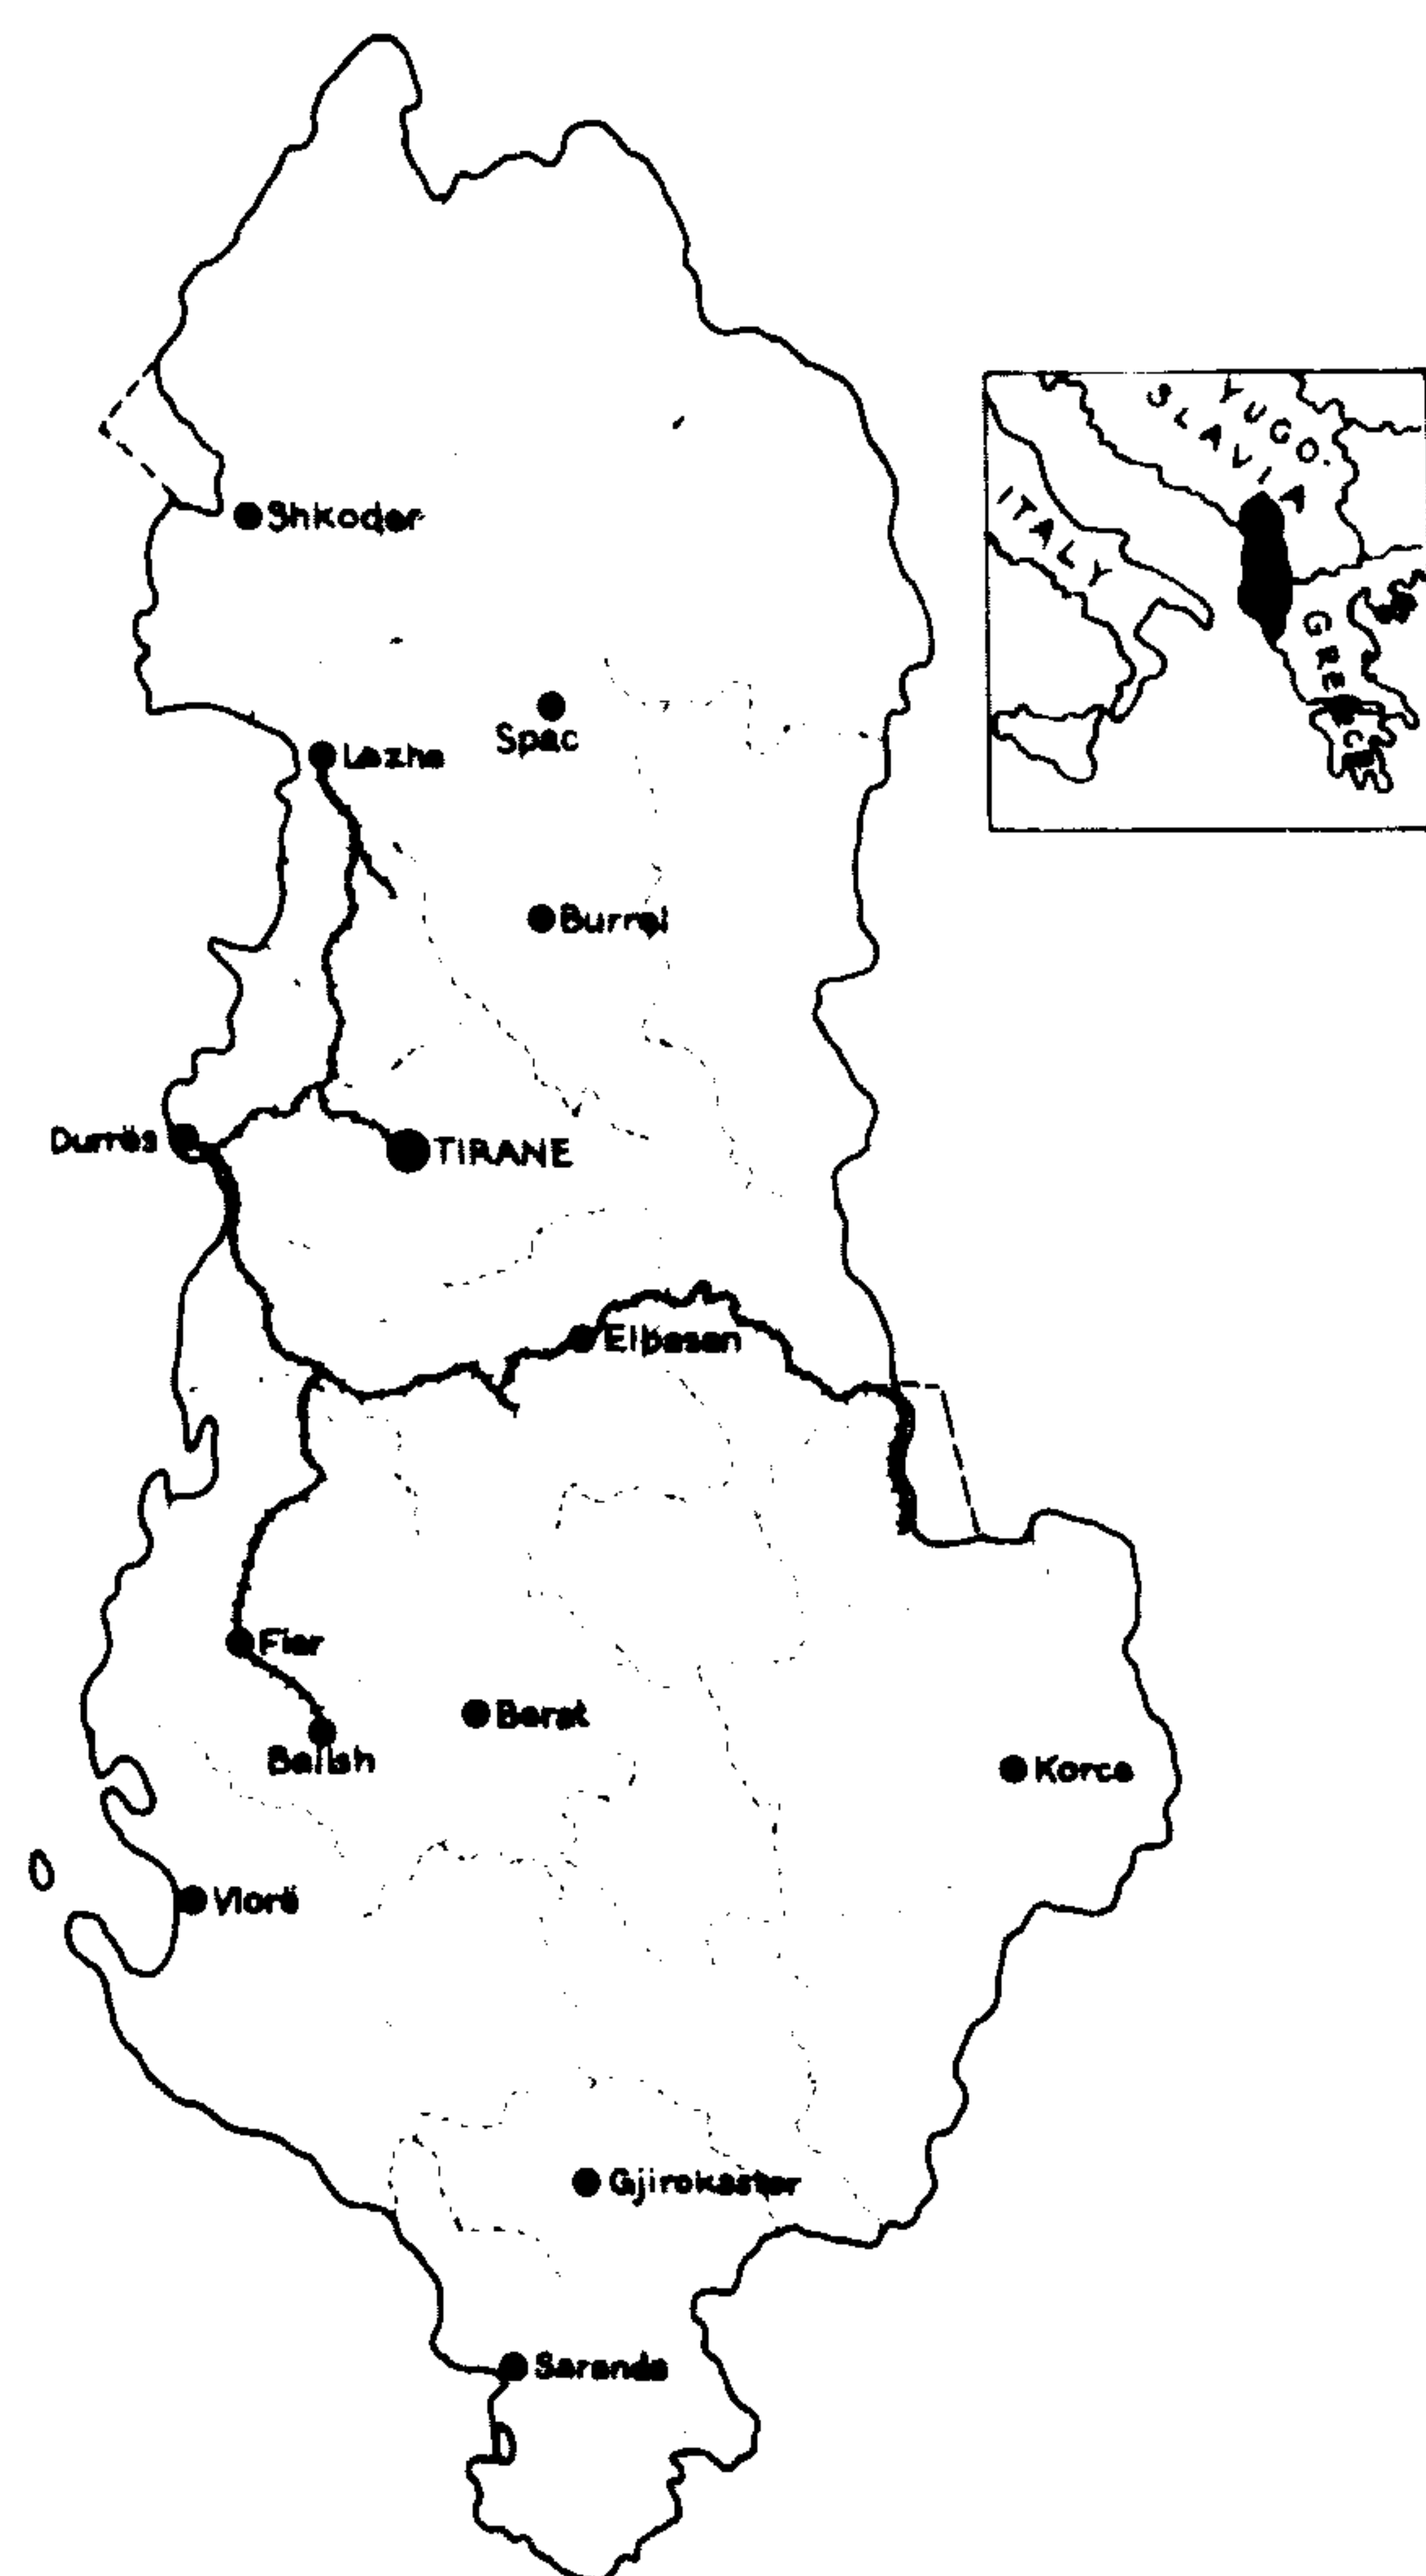 YUGO.
SLAVIA
ITALY
GREECE
Shkoder
Spac
Lezhe
Burrel
Durrës
TIRANE
Elbasan
Fier
Berat
Ballsh
Korce
Vlorë
Gjirokaster
Sarande